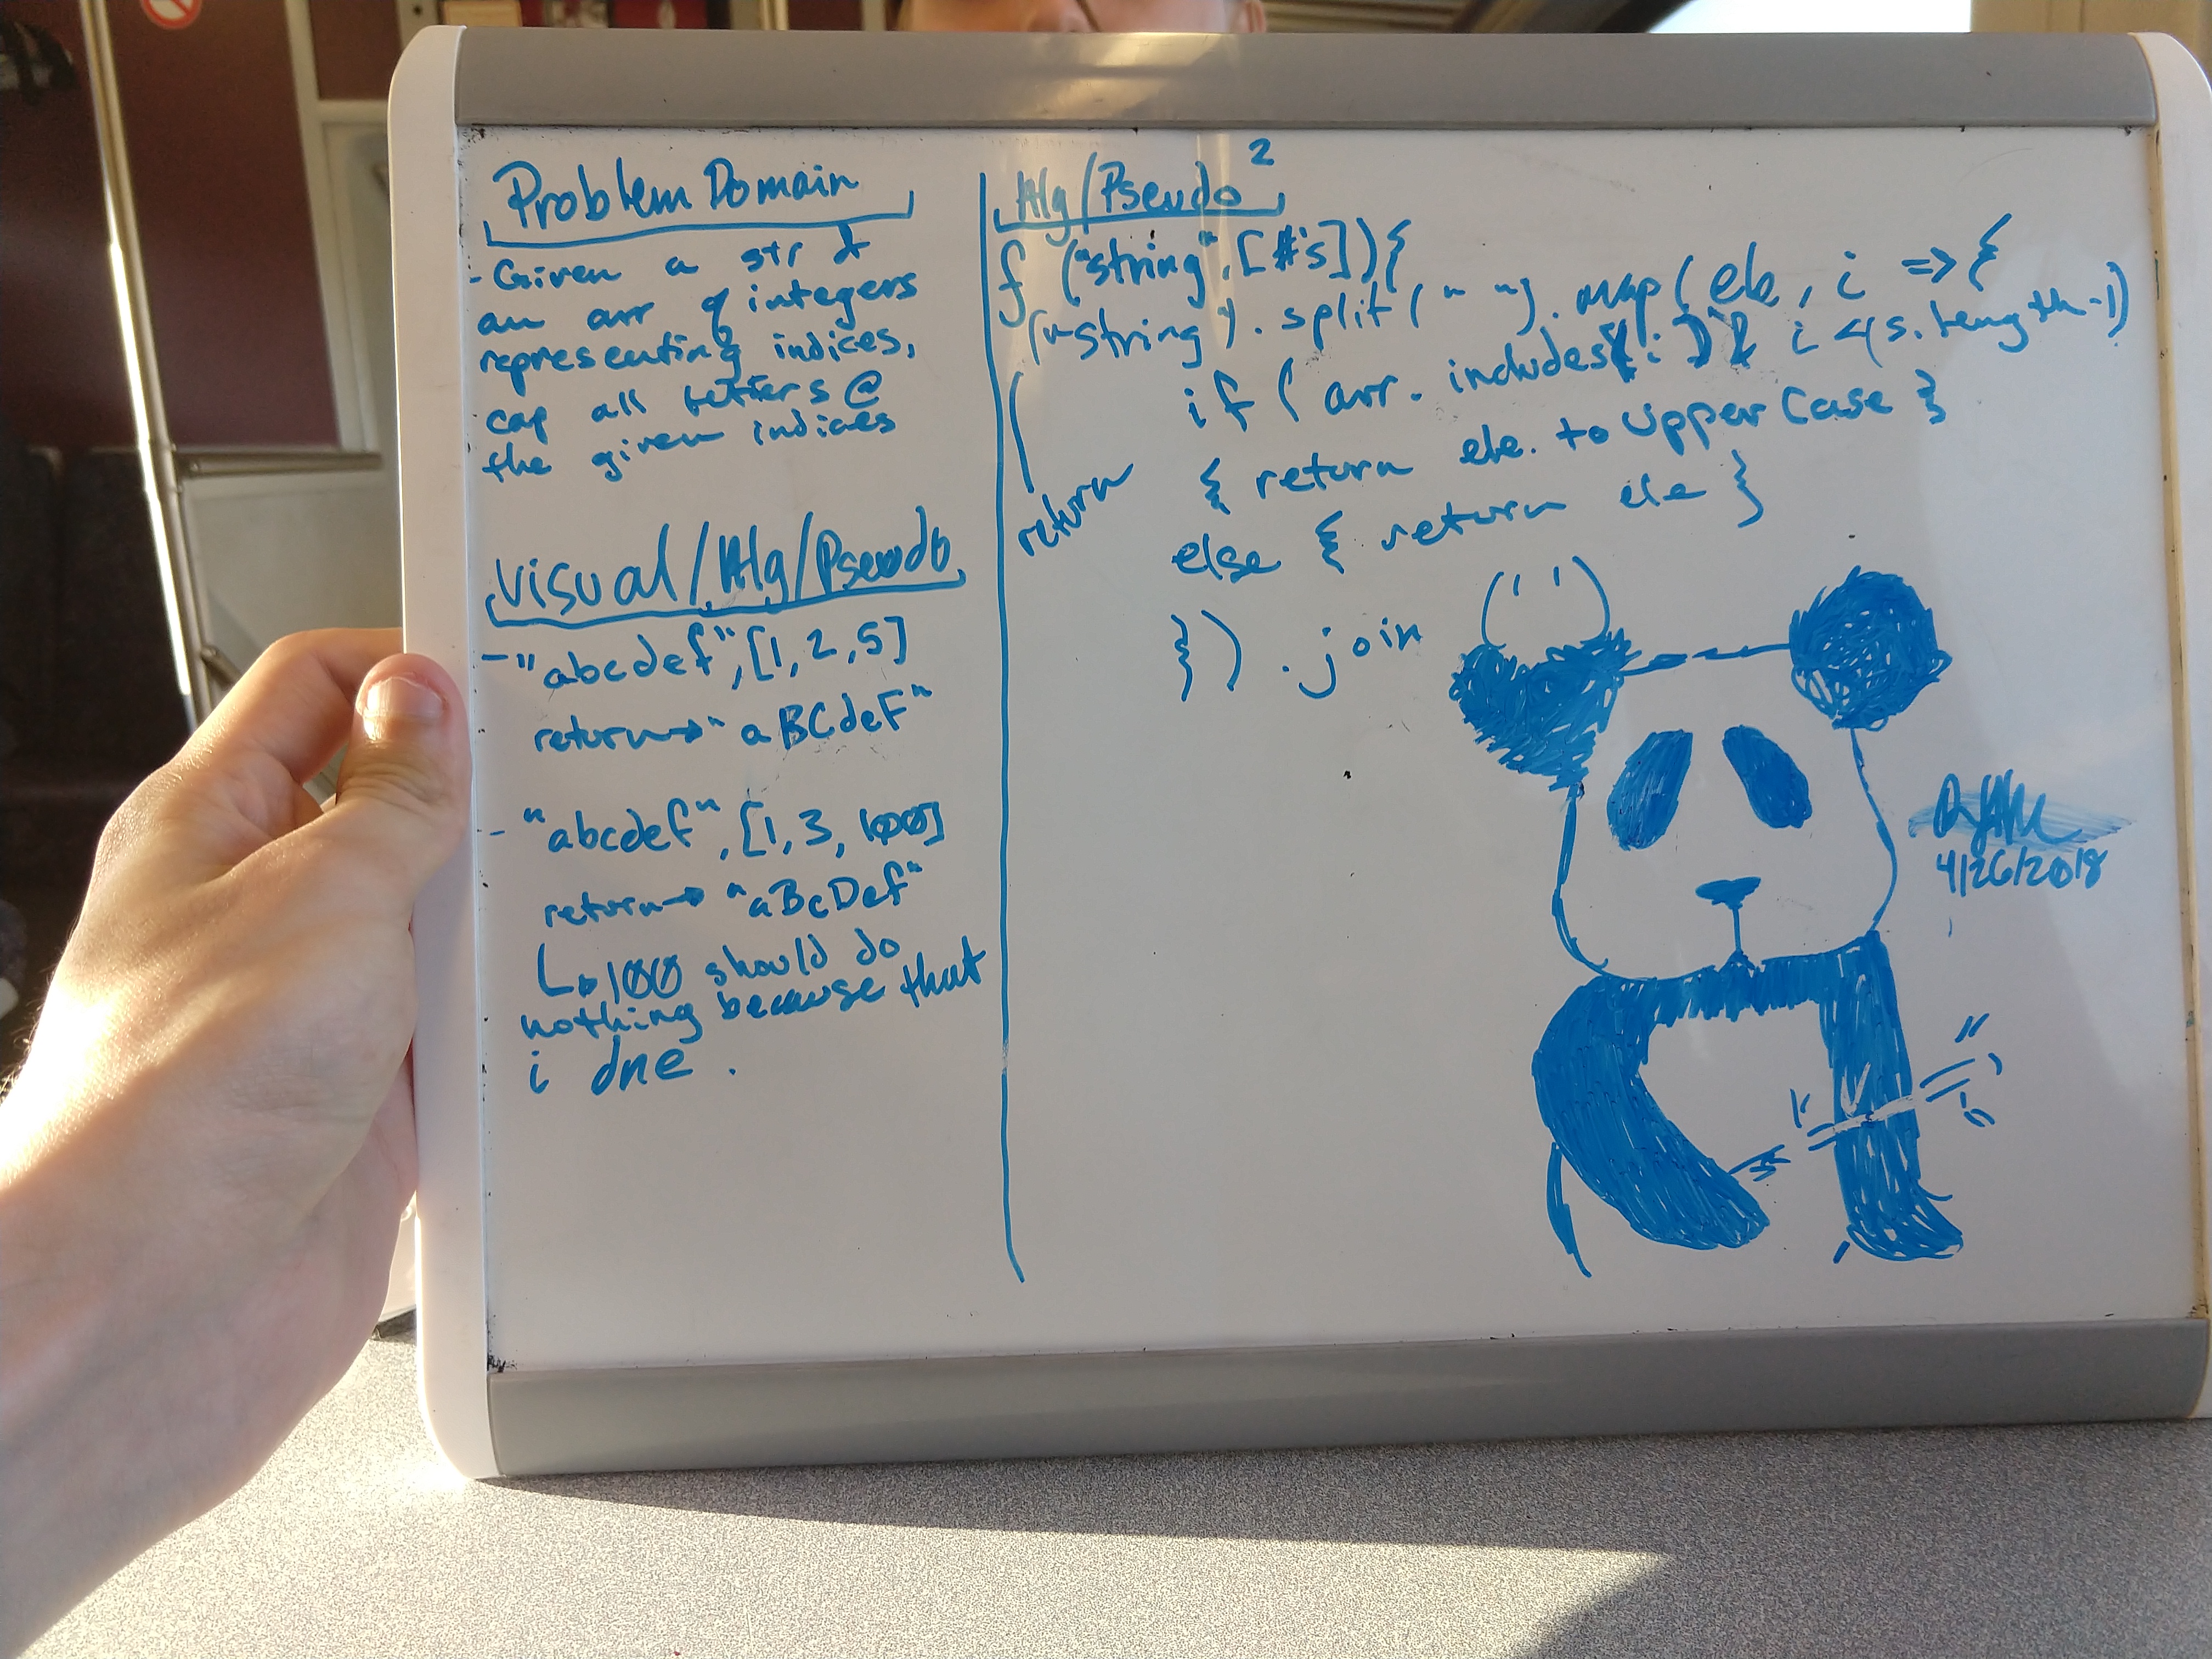 Problem Domain
- Given a str &
an arr of integers
representing indices,
cap all letters @
the given indices
Visual/Alg/Pseudo
- "abcdef", [1, 2, 5]
return→ "aBCdeF"
- "abcdef", [1, 3, 100]
return→ "aBcDef"
↳100 should do
nothing because that
i dne.
Alg/Pseudo 2
f ("string", [#'s]){
("string").split(" ").map(ele, i => {
if (arr.includes(i) & i < (s.length-1)
{ return ele.toUpperCase }
return
else { return ele }
}) .join ('')
4/26/2018